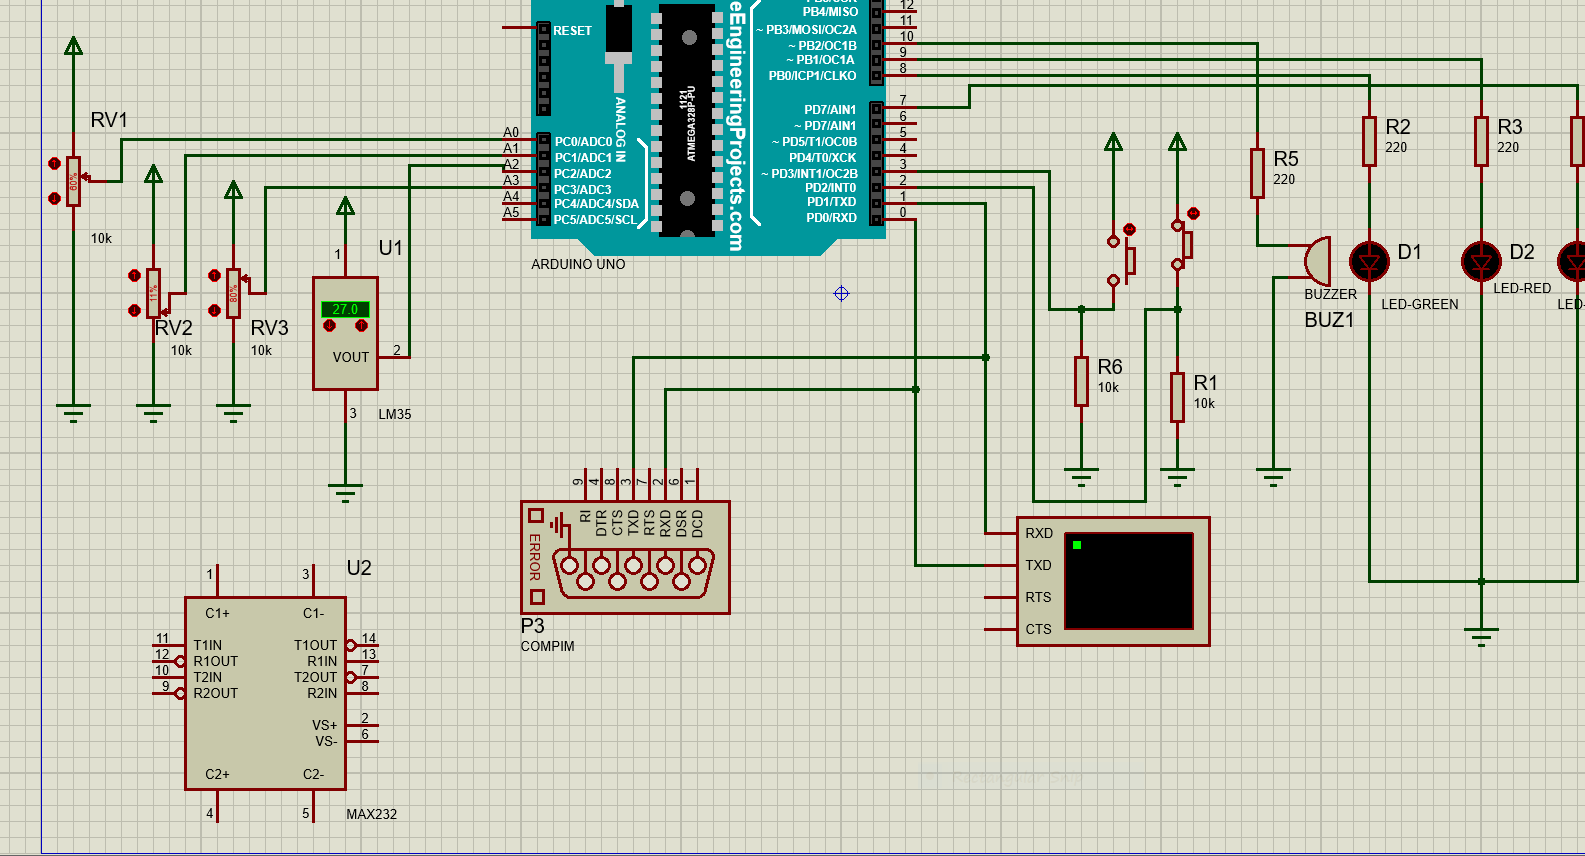 RESET
ANALOG IN
1121
ATMEGA328P-PU
eEngineeringProjects.com
PB4/MISO
~ PB3/MOSI/OC2A
~ PB2/OC1B
~ PB1/OC1A
PB0/ICP1/CLKO
12
11
10
9
8
PD7/AIN1
~ PD7/AIN1
~ PD5/T1/OC0B
PD4/T0/XCK
~ PD3/INT1/OC2B
PD2/INT0
PD1/TXD
PD0/RXD
7
6
5
4
3
2
1
0
A0
A1
A2
A3
A4
A5
PC0/ADC0
PC1/ADC1
PC2/ADC2
PC3/ADC3
PC4/ADC4/SDA
PC5/ADC5/SCL
ARDUINO UNO
RV1
60%
10k
RV2
11%
10k
RV3
80%
10k
U1
1
27.0
VOUT
2
3
LM35
R5
220
R2
220
R3
220
BUZZER
BUZ1
D1
LED-GREEN
D2
LED-RED
LED-
R6
10k
R1
10k
9
4
8
3
7
2
6
1
RI
DTR
CTS
TXD
RTS
RXD
DSR
DCD
ERROR
P3
COMPIM
RXD
TXD
RTS
CTS
U2
1
3
C1+
C1-
11
T1IN
T1OUT
14
12
R1OUT
R1IN
13
10
T2IN
T2OUT
7
9
R2OUT
R2IN
8
VS+
2
VS-
6
C2+
C2-
4
5
MAX232